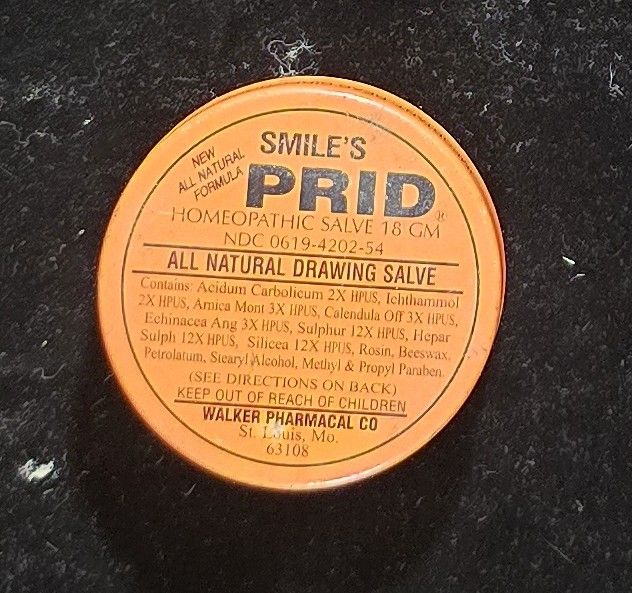 NEW
ALL NATURAL
FORMULA
SMILE'S
PRID®
HOMEOPATHIC SALVE 18 GM
NDC 0619-4202-54
ALL NATURAL DRAWING SALVE
Contains: Acidum Carbolicum 2X HPUS, Ichthammol
2X HPUS, Arnica Mont 3X HPUS, Calendula Off 3X HPUS,
Echinacea Ang 3X HPUS, Sulphur 12X HPUS, Hepar
Sulph 12X HPUS, Silicea 12X HPUS, Rosin, Beeswax,
Petrolatum, Stearyl Alcohol, Methyl & Propyl Paraben.
(SEE DIRECTIONS ON BACK)
KEEP OUT OF REACH OF CHILDREN
WALKER PHARMACAL CO
St. Louis, Mo.
63108